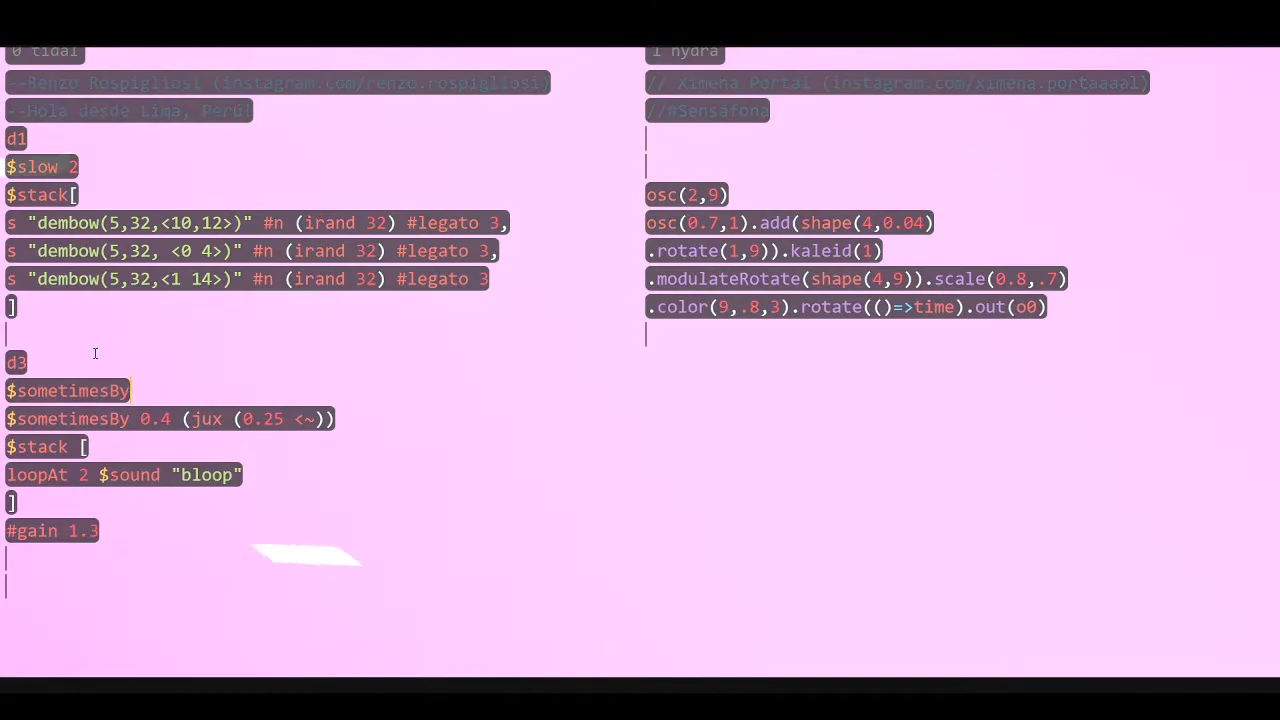 0 tidal
--Renzo Rospigliosi (instagram.com/renzo.rospigliosi)
--Hola desde Lima, Perú!
d1
$slow 2
$stack[
s "dembow(5,32,<10,12>)" #n (irand 32) #legato 3,
s "dembow(5,32, <0 4>)" #n (irand 32) #legato 3,
s "dembow(5,32,<1 14>)" #n (irand 32) #legato 3
]
d3
$sometimesBy
$sometimesBy 0.4 (jux (0.25 <~))
$stack [
loopAt 2 $sound "bloop"
]
#gain 1.3
1 hydra
// Ximena Portal (instagram.com/ximena.portaaaal)
//#Sensafona
osc(2,9)
osc(0.7,1).add(shape(4,0.04)
.rotate(1,9)).kaleid(1)
.modulateRotate(shape(4,9)).scale(0.8,.7)
.color(9,.8,3).rotate(()=>time).out(o0)